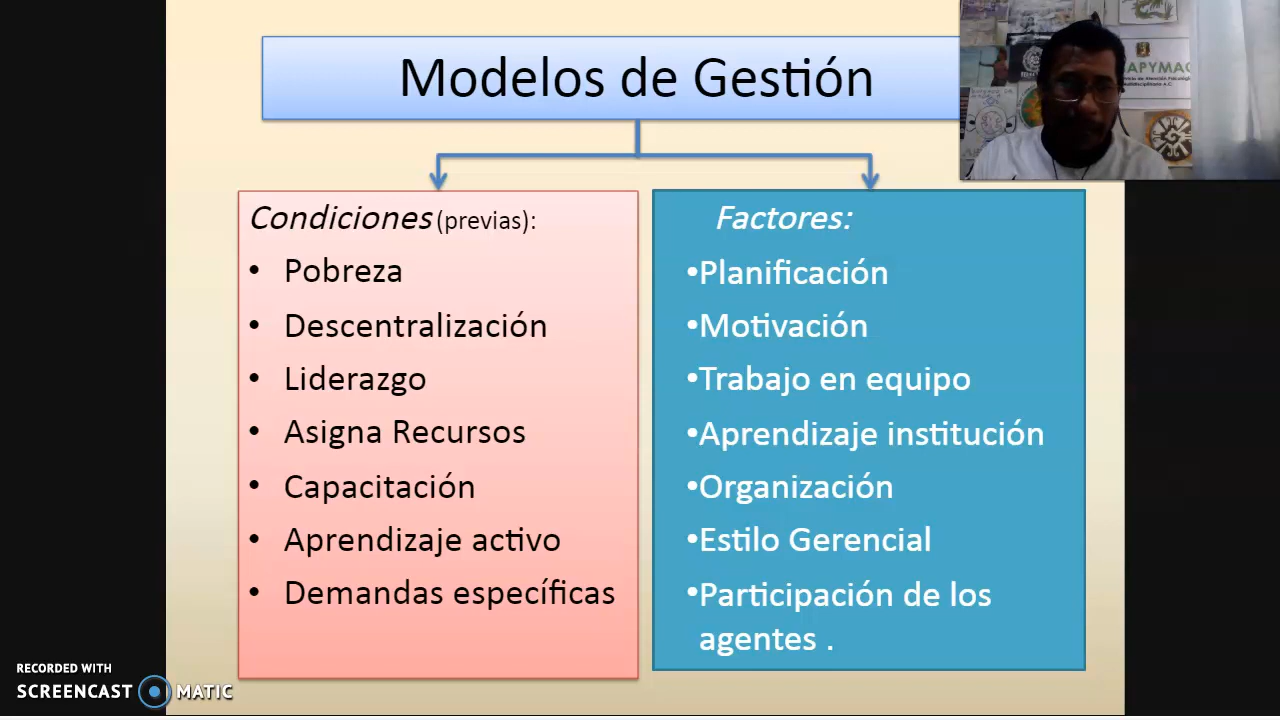 Modelos de Gestión
APYMAC
Condiciones (previas):
• Pobreza
• Descentralización
• Liderazgo
• Asigna Recursos
• Capacitación
• Aprendizaje activo
• Demandas específicas
Factores:
•Planificación
•Motivación
•Trabajo en equipo
•Aprendizaje institución
•Organización
•Estilo Gerencial
•Participación de los
agentes .
RECORDED WITH
SCREENCAST MATIC